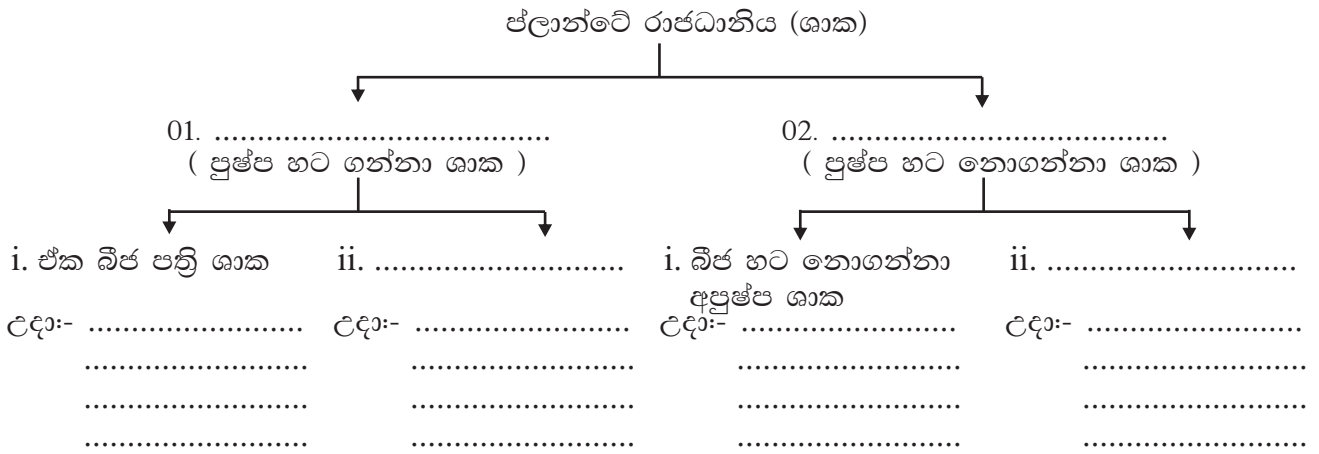 ප්ලාන්ටේ රාජධානිය (ශාක)
01. ....................................... 02. .......................................
( පුෂ්ප හට ගන්නා ශාක ) ( පුෂ්ප හට නොගන්නා ශාක )
i. ඒක බීජ පත්‍රි ශාක ii. ............................. i. බීජ හට නොගන්නා ii. .............................
අපුෂ්ප ශාක
උදාඃ- ......................... උදාඃ- ......................... උදාඃ- ......................... උදාඃ- .........................
.......................... .......................... .......................... ..........................
.......................... .......................... .......................... ..........................
.......................... .......................... .......................... ..........................